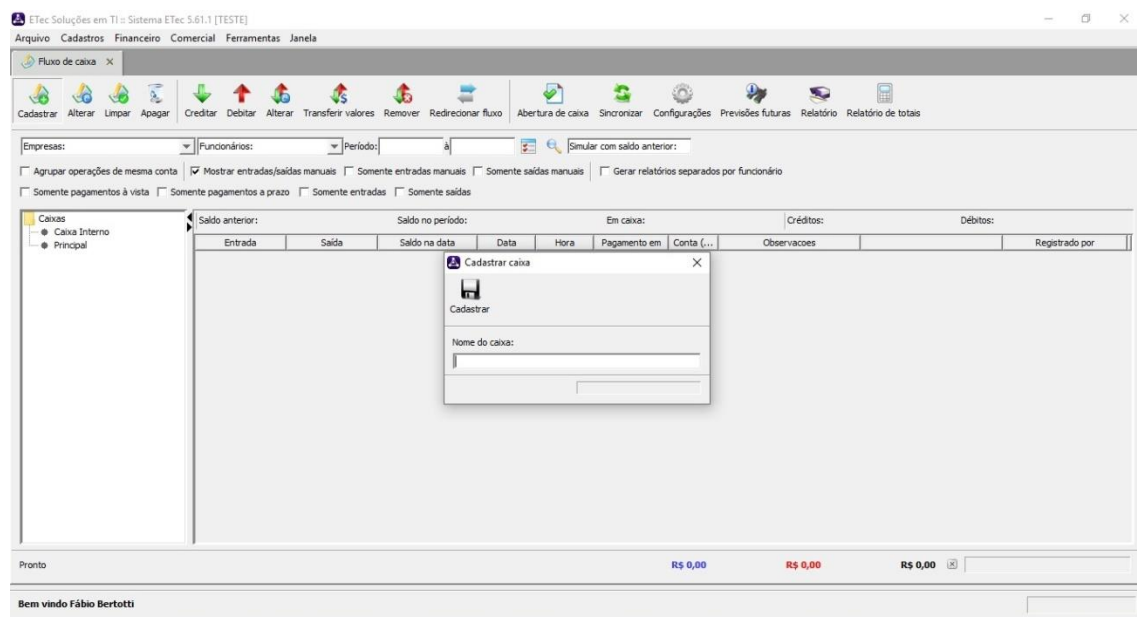 ETec Soluções em TI :: Sistema ETec 5.61.1 [TESTE]
Arquivo Cadastros Financeiro Comercial Ferramentas Janela
Fluxo de caixa
Cadastrar Alterar Limpar Apagar Creditar Debitar Alterar Transferir valores Remover Redirecionar fluxo Abertura de caixa Sincronizar Configurações Previsões futuras Relatório Relatório de totais
Empresas: Funcionários: Período: à Simular com saldo anterior:
Agrupar operações de mesma conta Mostrar entradas/saídas manuais Somente entradas manuais Somente saídas manuais Gerar relatórios separados por funcionário
Somente pagamentos à vista Somente pagamentos a prazo Somente entradas Somente saídas
Caixas
Caixa Interno
Principal
Saldo anterior: Saldo no período: Em caixa: Créditos: Débitos:
Entrada Saída Saldo na data Data Hora Pagamento em Conta (... Observacoes Registrado por
Cadastrar caixa
Cadastrar
Nome do caixa:
Pronto R$ 0,00 R$ 0,00 R$ 0,00
Bem vindo Fábio Bertotti